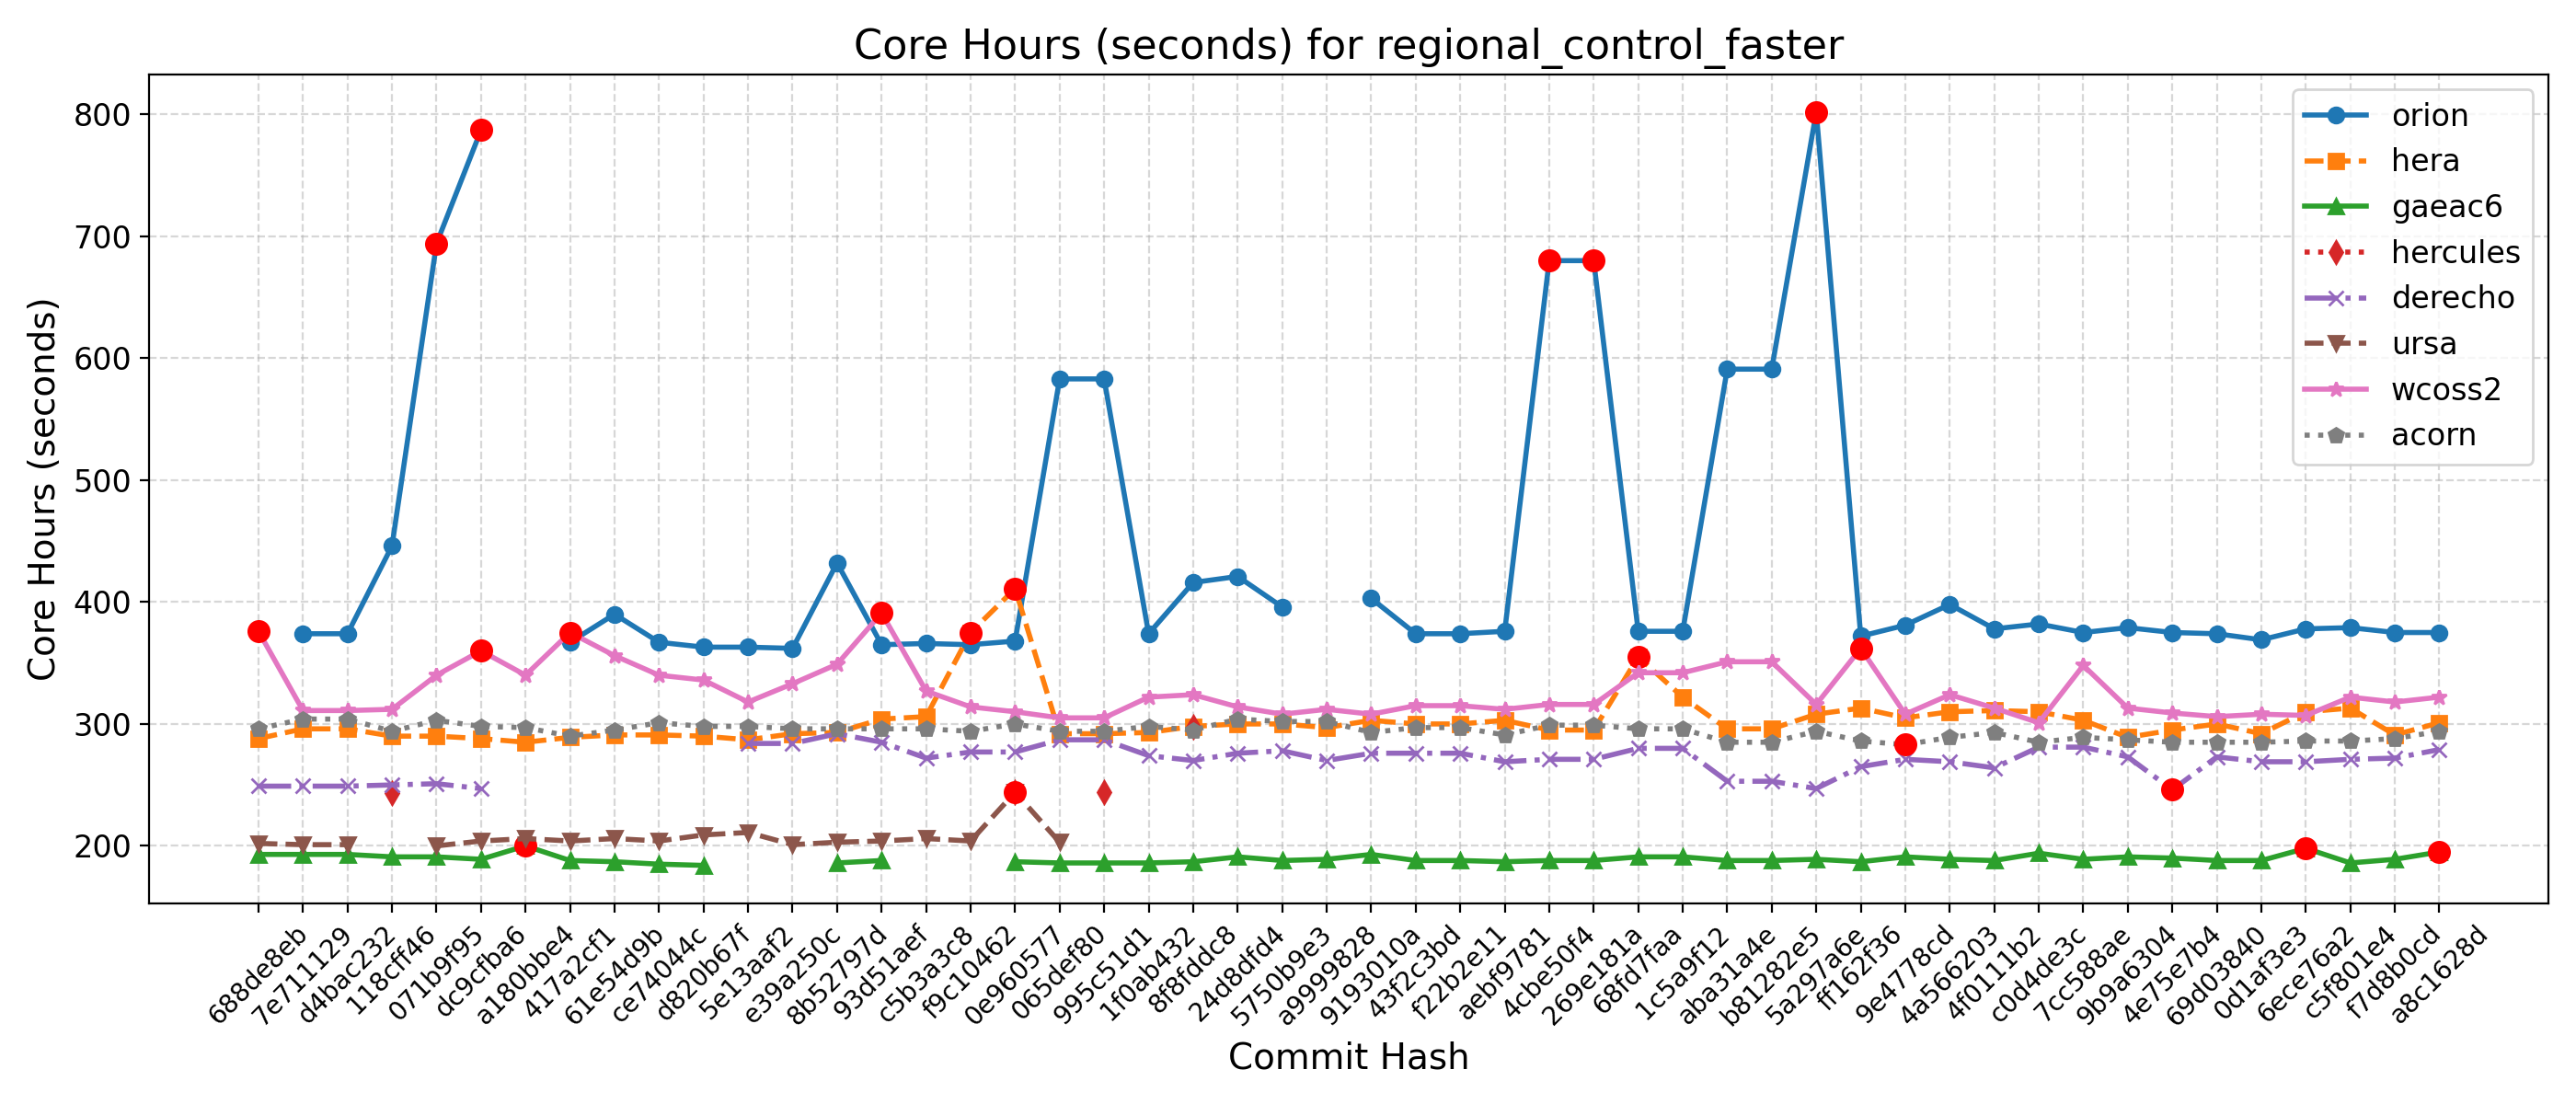 Core Hours (seconds) for regional_control_faster
Core Hours (seconds)
800
700
600
500
400
300
200
orion
hera
gaeac6
hercules
derecho
ursa
wcoss2
acorn
688de8eb
7e711129
d4bac232
118cff46
071b9f95
dc9cfba6
a180bbe4
417a2cf1
61e54d9b
ce74044c
d820b67f
5e13aaf2
e39a250c
8b52797d
93d51aef
c5b3a3c8
f9c10462
0e960577
065def80
995c51d1
1f0ab432
8f8fddc8
24d8dfd4
5750b9e3
a9999828
9193010a
43f2c3bd
f22b2e11
aebf9781
4cbe50f4
269e181a
68fd7faa
1c5a9f12
aba31a4e
b81282e5
5a297a6e
ff162f36
9e4778cd
4a566203
4f0111b2
c0d4de3c
7cc588ae
9b9a6304
4e75e7b4
69d03840
0d1af3e3
6ece76a2
c5f801e4
f7d8b0cd
a8c1628d
Commit Hash